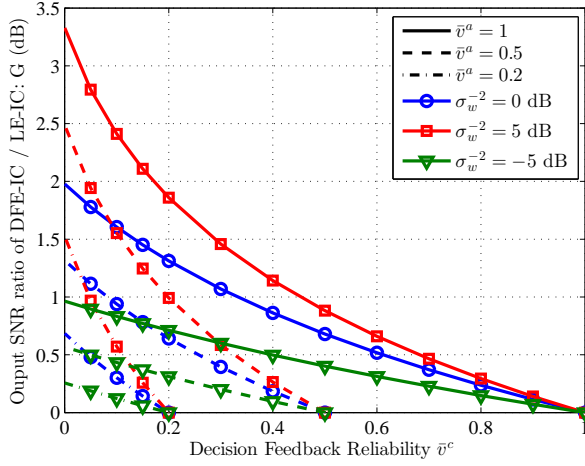 Ouput SNR ratio of DFE-IC / LE-IC: G (dB)
3.5
3
2.5
2
1.5
1
0.5
0
0
0.2
0.4
0.6
0.8
1
Decision Feedback Reliability v̄ᶜ
v̄ᵃ = 1
v̄ᵃ = 0.5
v̄ᵃ = 0.2
σ_w⁻² = 0 dB
σ_w⁻² = 5 dB
σ_w⁻² = −5 dB